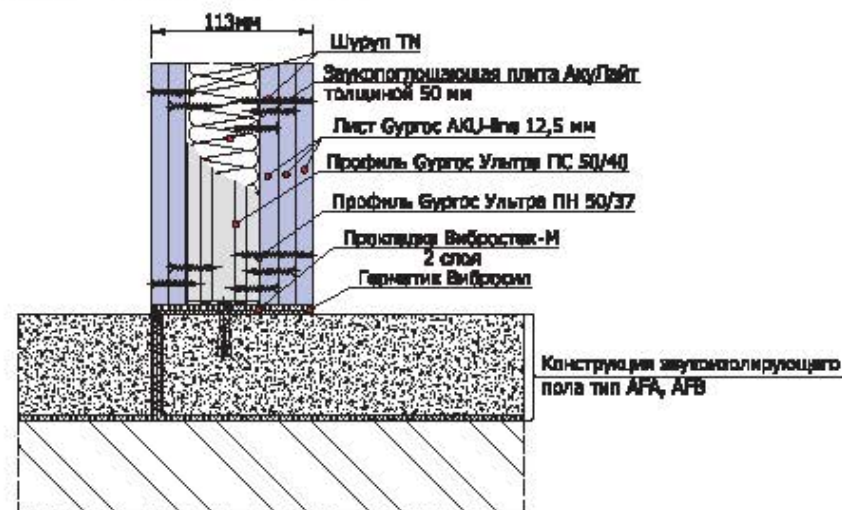 113мм
Шуруп TN
Звукопоглощающая плита АкуЛайт
толщиной 50 мм
Лист Gyproc AKU-line 12,5 мм
Профиль Gyproc Ультра ПС 50/40
Профиль Gyproc Ультра ПН 50/37
Прокладка Вибростек-М
2 слоя
Герметик Вибросил
Конструкция звукоизолирующего
пола тип AFA, AFB